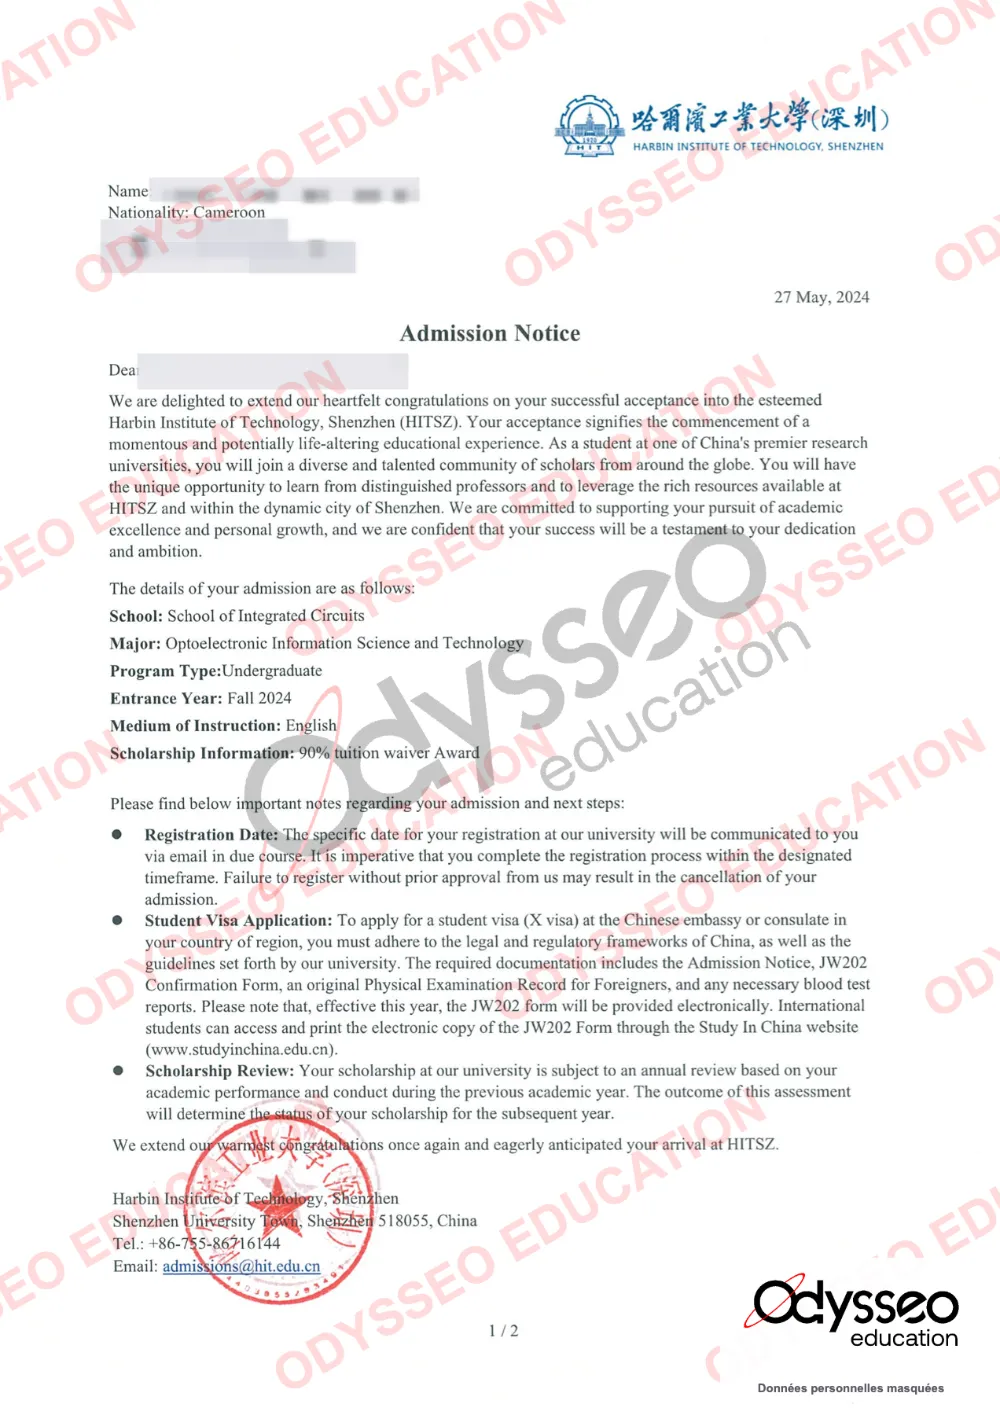 哈爾濱工業大學(深圳)
HARBIN INSTITUTE OF TECHNOLOGY, SHENZHEN
1920
HIT
Name
Nationality: Cameroon
27 May, 2024
Admission Notice
Dear
We are delighted to extend our heartfelt congratulations on your successful acceptance into the esteemed
Harbin Institute of Technology, Shenzhen (HITSZ). Your acceptance signifies the commencement of a
momentous and potentially life-altering educational experience. As a student at one of China's premier research
universities, you will join a diverse and talented community of scholars from around the globe. You will have
the unique opportunity to learn from distinguished professors and to leverage the rich resources available at
HITSZ and within the dynamic city of Shenzhen. We are committed to supporting your pursuit of academic
excellence and personal growth, and we are confident that your success will be a testament to your dedication
and ambition.
The details of your admission are as follows:
School: School of Integrated Circuits
Major: Optoelectronic Information Science and Technology
Program Type:Undergraduate
Entrance Year: Fall 2024
Medium of Instruction: English
Scholarship Information: 90% tuition waiver Award
Please find below important notes regarding your admission and next steps:
● Registration Date: The specific date for your registration at our university will be communicated to you
via email in due course. It is imperative that you complete the registration process within the designated
timeframe. Failure to register without prior approval from us may result in the cancellation of your
admission.
● Student Visa Application: To apply for a student visa (X visa) at the Chinese embassy or consulate in
your country of region, you must adhere to the legal and regulatory frameworks of China, as well as the
guidelines set forth by our university. The required documentation includes the Admission Notice, JW202
Confirmation Form, an original Physical Examination Record for Foreigners, and any necessary blood test
reports. Please note that, effective this year, the JW202 form will be provided electronically. International
students can access and print the electronic copy of the JW202 Form through the Study In China website
(www.studyinchina.edu.cn).
● Scholarship Review: Your scholarship at our university is subject to an annual review based on your
academic performance and conduct during the previous academic year. The outcome of this assessment
will determine the status of your scholarship for the subsequent year.
We extend our warmest congratulations once again and eagerly anticipated your arrival at HITSZ.
Harbin Institute of Technology, Shenzhen
Shenzhen University Town, Shenzhen 518055, China
Tel.: +86-755-86716144
Email: admissions@hit.edu.cn
工业大学(深圳)
1 / 2
Odysseo
education
Odysseo
education
Données personnelles masquées
ODYSSEO EDUCATION